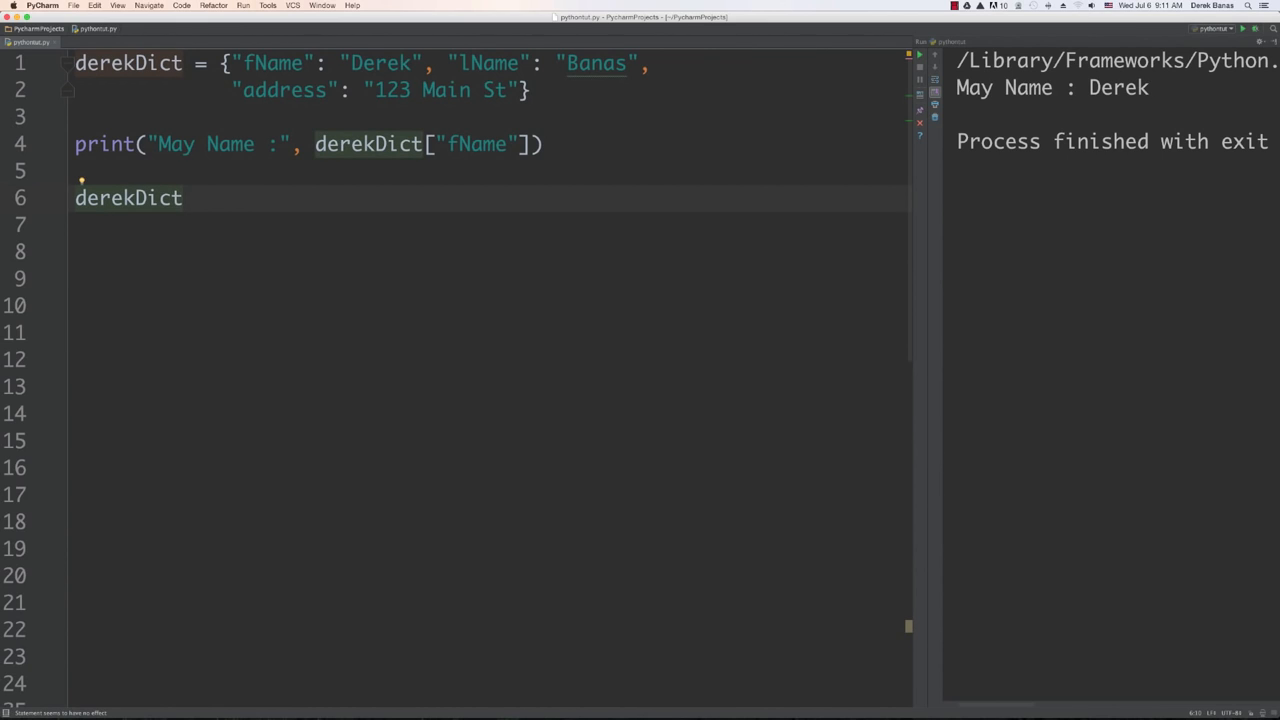 PyCharm File Edit View Navigate Code Refactor Run Tools VCS Window Help 10 Wed Jul 6 9:11 AM Derek Banas
pythontut.py - PycharmProjects - [~/PycharmProjects]
PycharmProjects pythontut.py pythontut
pythontut.py Run: pythontut
1 derekDict = {"fName": "Derek", "lName": "Banas",
2 "address": "123 Main St"}
3
4 print("May Name :", derekDict["fName"])
5
6 derekDict
7
8
9
10
11
12
13
14
15
16
17
18
19
20
21
22
23
24
/Library/Frameworks/Python.
May Name : Derek
Process finished with exit
Statement seems to have no effect 6:10 LF≠ UTF-8≠